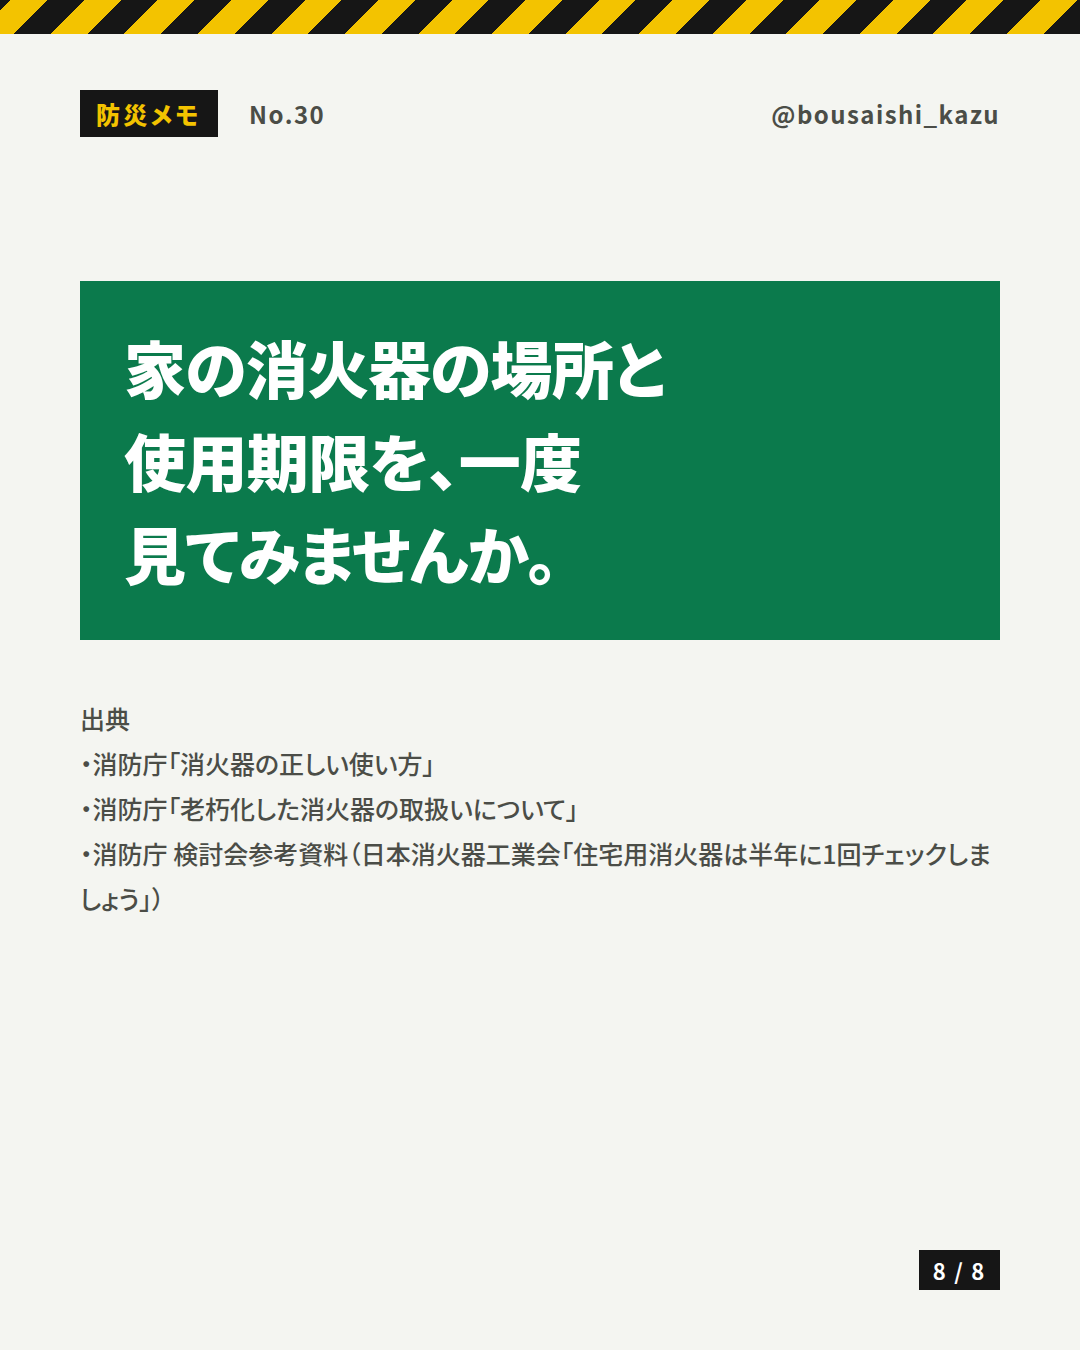 防災メモ No.30 @bousaishi_kazu
家の消火器の場所と
使用期限を、一度
見てみませんか。
出典
・消防庁「消火器の正しい使い方」
・消防庁「老朽化した消火器の取扱いについて」
・消防庁 検討会参考資料（日本消火器工業会「住宅用消火器は半年に1回チェックしま
しょう」）
8 / 8